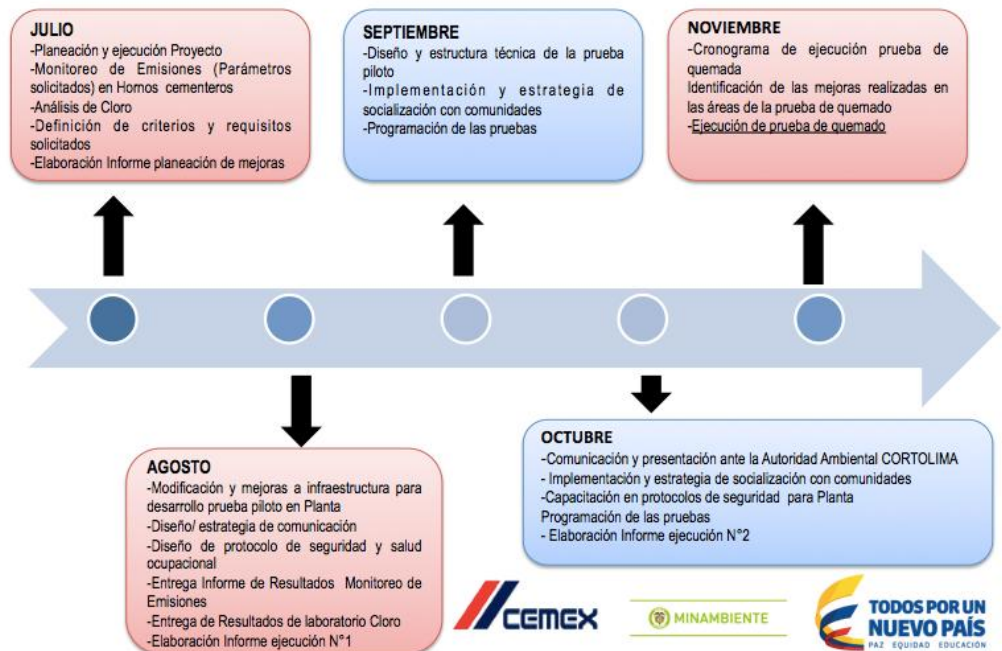 JULIO
-Planeación y ejecución Proyecto
-Monitoreo de Emisiones (Parámetros
solicitados) en Hornos cementeros
-Análisis de Cloro
-Definición de criterios y requisitos
solicitados
-Elaboración Informe planeación de mejoras
SEPTIEMBRE
-Diseño y estructura técnica de la prueba
piloto
-Implementación y estrategia de
socialización con comunidades
-Programación de las pruebas
NOVIEMBRE
-Cronograma de ejecución prueba de
quemada
Identificación de las mejoras realizadas en
las áreas de la prueba de quemado
-Ejecución de prueba de quemado
AGOSTO
-Modificación y mejoras a infraestructura para
desarrollo prueba piloto en Planta
-Diseño/ estrategia de comunicación
-Diseño de protocolo de seguridad y salud
ocupacional
-Entrega Informe de Resultados Monitoreo de
Emisiones
-Entrega de Resultados de laboratorio Cloro
-Elaboración Informe ejecución N°1
OCTUBRE
-Comunicación y presentación ante la Autoridad Ambiental CORTOLIMA
- Implementación y estrategia de socialización con comunidades
-Capacitación en protocolos de seguridad para Planta
Programación de las pruebas
- Elaboración Informe ejecución N°2
CEMEX
MINAMBIENTE
TODOS POR UN
NUEVO PAÍS
PAZ EQUIDAD EDUCACIÓN